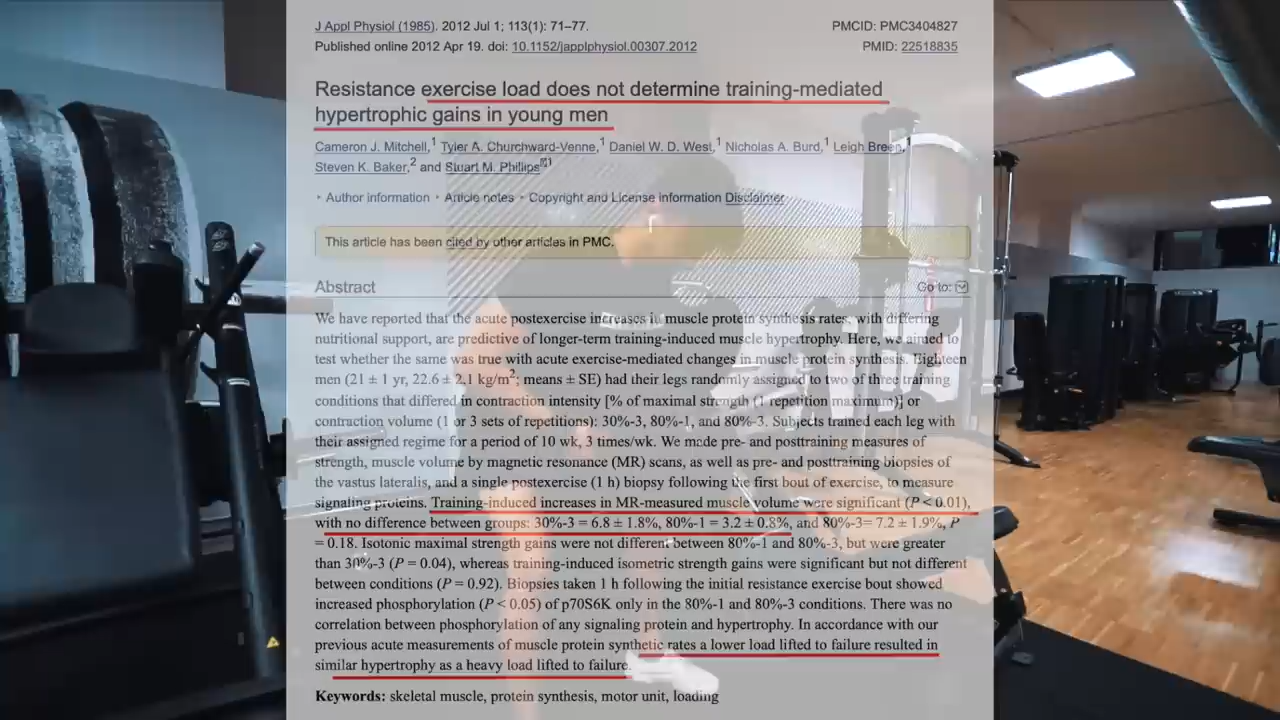 J Appl Physiol (1985). 2012 Jul 1; 113(1): 71–77.
PMCID: PMC3404827
Published online 2012 Apr 19. doi: 10.1152/japplphysiol.00307.2012
PMID: 22518835
Resistance exercise load does not determine training-mediated
hypertrophic gains in young men
Cameron J. Mitchell,1 Tyler A. Churchward-Venne,1 Daniel W. D. West,1 Nicholas A. Burd,1 Leigh Breen,1
Steven K. Baker,2 and Stuart M. Phillips1
Author information • Article notes • Copyright and License information Disclaimer
This article has been cited by other articles in PMC.
Abstract
Go to:
We have reported that the acute postexercise increases in muscle protein synthesis rates, with differing
nutritional support, are predictive of longer-term training-induced muscle hypertrophy. Here, we aimed to
test whether the same was true with acute exercise-mediated changes in muscle protein synthesis. Eighteen
men (21 ± 1 yr, 22.6 ± 2.1 kg/m2; means ± SE) had their legs randomly assigned to two of three training
conditions that differed in contraction intensity [% of maximal strength (1 repetition maximum)] or
contraction volume (1 or 3 sets of repetitions): 30%-3, 80%-1, and 80%-3. Subjects trained each leg with
their assigned regime for a period of 10 wk, 3 times/wk. We made pre- and posttraining measures of
strength, muscle volume by magnetic resonance (MR) scans, as well as pre- and posttraining biopsies of
the vastus lateralis, and a single postexercise (1 h) biopsy following the first bout of exercise, to measure
signaling proteins. Training-induced increases in MR-measured muscle volume were significant (P < 0.01),
with no difference between groups: 30%-3 = 6.8 ± 1.8%, 80%-1 = 3.2 ± 0.8%, and 80%-3= 7.2 ± 1.9%, P
= 0.18. Isotonic maximal strength gains were not different between 80%-1 and 80%-3, but were greater
than 30%-3 (P = 0.04), whereas training-induced isometric strength gains were significant but not different
between conditions (P = 0.92). Biopsies taken 1 h following the initial resistance exercise bout showed
increased phosphorylation (P < 0.05) of p70S6K only in the 80%-1 and 80%-3 conditions. There was no
correlation between phosphorylation of any signaling protein and hypertrophy. In accordance with our
previous acute measurements of muscle protein synthetic rates a lower load lifted to failure resulted in
similar hypertrophy as a heavy load lifted to failure.
Keywords: skeletal muscle, protein synthesis, motor unit, loading